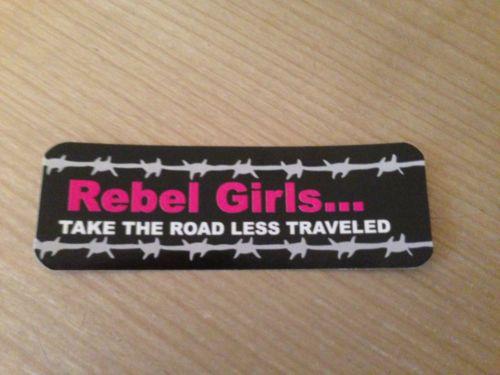 Rebel Girls...
TAKE THE ROAD LESS TRAVELED